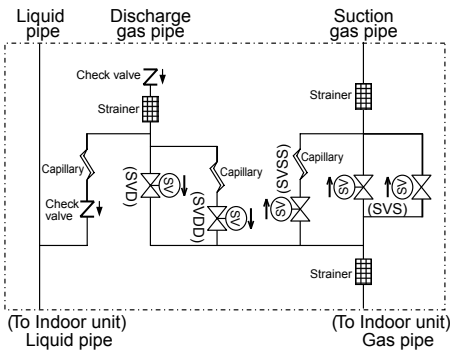 Liquid
pipe
Discharge
gas pipe
Suction
gas pipe
Check valve
Strainer
Strainer
Capillary
Check
valve
(SVD)
SV
(SVDD)
SV
Capillary
(SSVS)
Capillary
SV
SV
SV
(SVS)
Strainer
(To Indoor unit)
Liquid pipe
(To Indoor unit)
Gas pipe